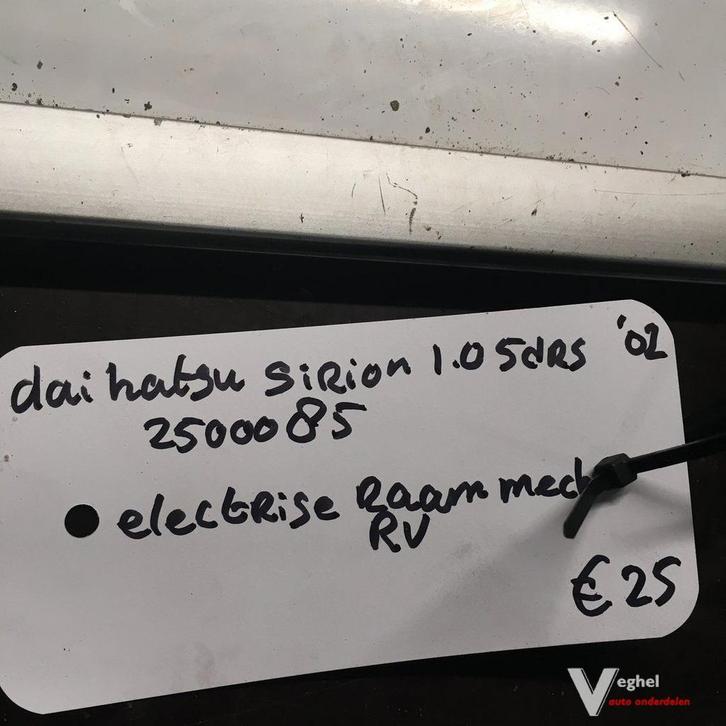 daihatsu siRion 1.0 5dRS '02
2500085
electrise Raam mech
RV
€25
Veghel
auto onderdelen